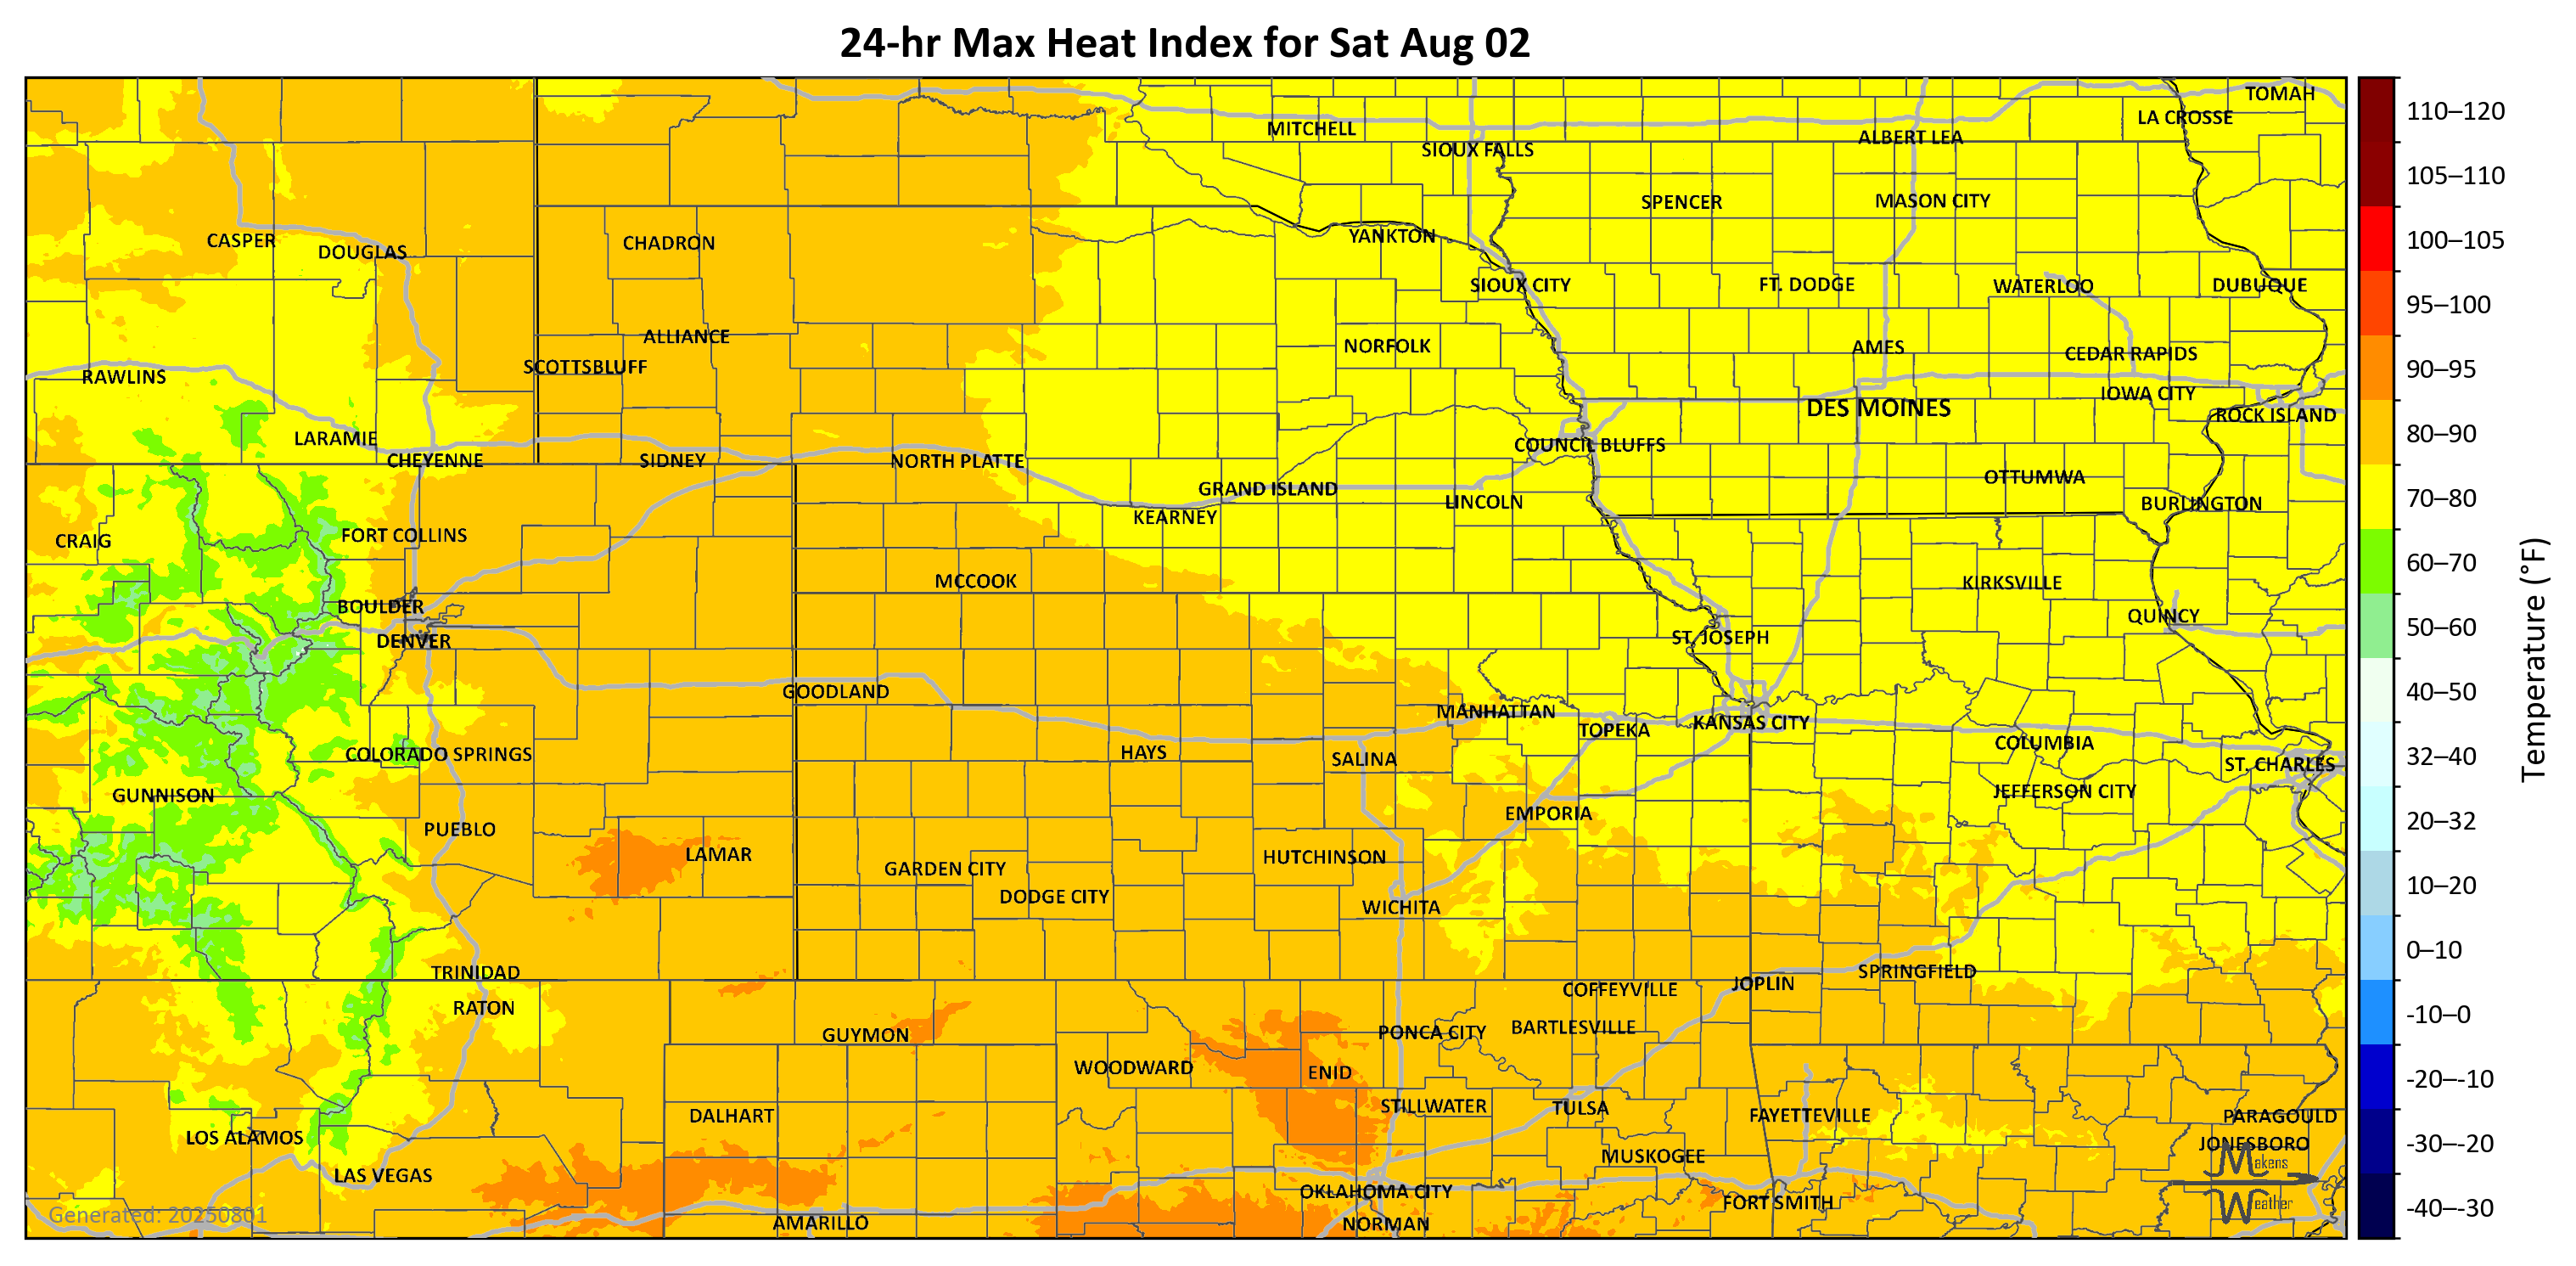 24-hr Max Heat Index for Sat Aug 02
TOMAH
LA CROSSE
MITCHELL
ALBERT LEA
SIOUX FALLS
SPENCER
MASON CITY
CASPER
DOUGLAS
CHADRON
YANKTON
SIOUX CITY
FT. DODGE
WATERLOO
DUBUQUE
ALLIANCE
NORFOLK
AMES
CEDAR RAPIDS
SCOTTSBLUFF
RAWLINS
IOWA CITY
DES MOINES
ROCK ISLAND
LARAMIE
COUNCIL BLUFFS
CHEYENNE
SIDNEY
NORTH PLATTE
OTTUMWA
GRAND ISLAND
LINCOLN
BURLINGTON
KEARNEY
FORT COLLINS
CRAIG
MCCOOK
KIRKSVILLE
BOULDER
QUINCY
DENVER
ST. JOSEPH
GOODLAND
MANHATTAN
TOPEKA
KANSAS CITY
COLUMBIA
COLORADO SPRINGS
HAYS
SALINA
ST. CHARLES
GUNNISON
JEFFERSON CITY
EMPORIA
PUEBLO
LAMAR
HUTCHINSON
GARDEN CITY
DODGE CITY
WICHITA
TRINIDAD
SPRINGFIELD
JOPLIN
COFFEYVILLE
RATON
GUYMON
PONCA CITY
BARTLESVILLE
WOODWARD
ENID
DALHART
STILLWATER
TULSA
FAYETTEVILLE
PARAGOULD
LOS ALAMOS
JONESBORO
MUSKOGEE
LAS VEGAS
OKLAHOMA CITY
FORT SMITH
AMARILLO
NORMAN
Generated: 20250801
Makens
Weather
110–120
105–110
100–105
95–100
90–95
80–90
70–80
60–70
50–60
40–50
32–40
20–32
10–20
0–10
-10–0
-20–-10
-30–-20
-40–-30
Temperature (°F)